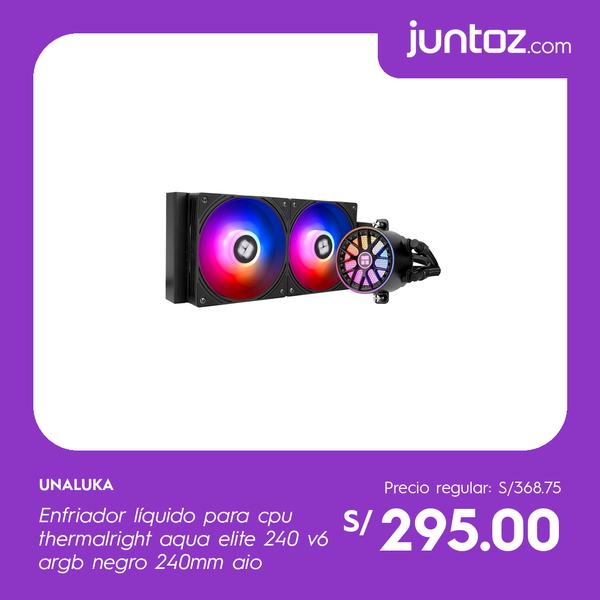 juntoz.com
UNALUKA
Enfriador líquido para cpu
thermalright aqua elite 240 v6
argb negro 240mm aio
Precio regular: S/368.75
S/ 295.00